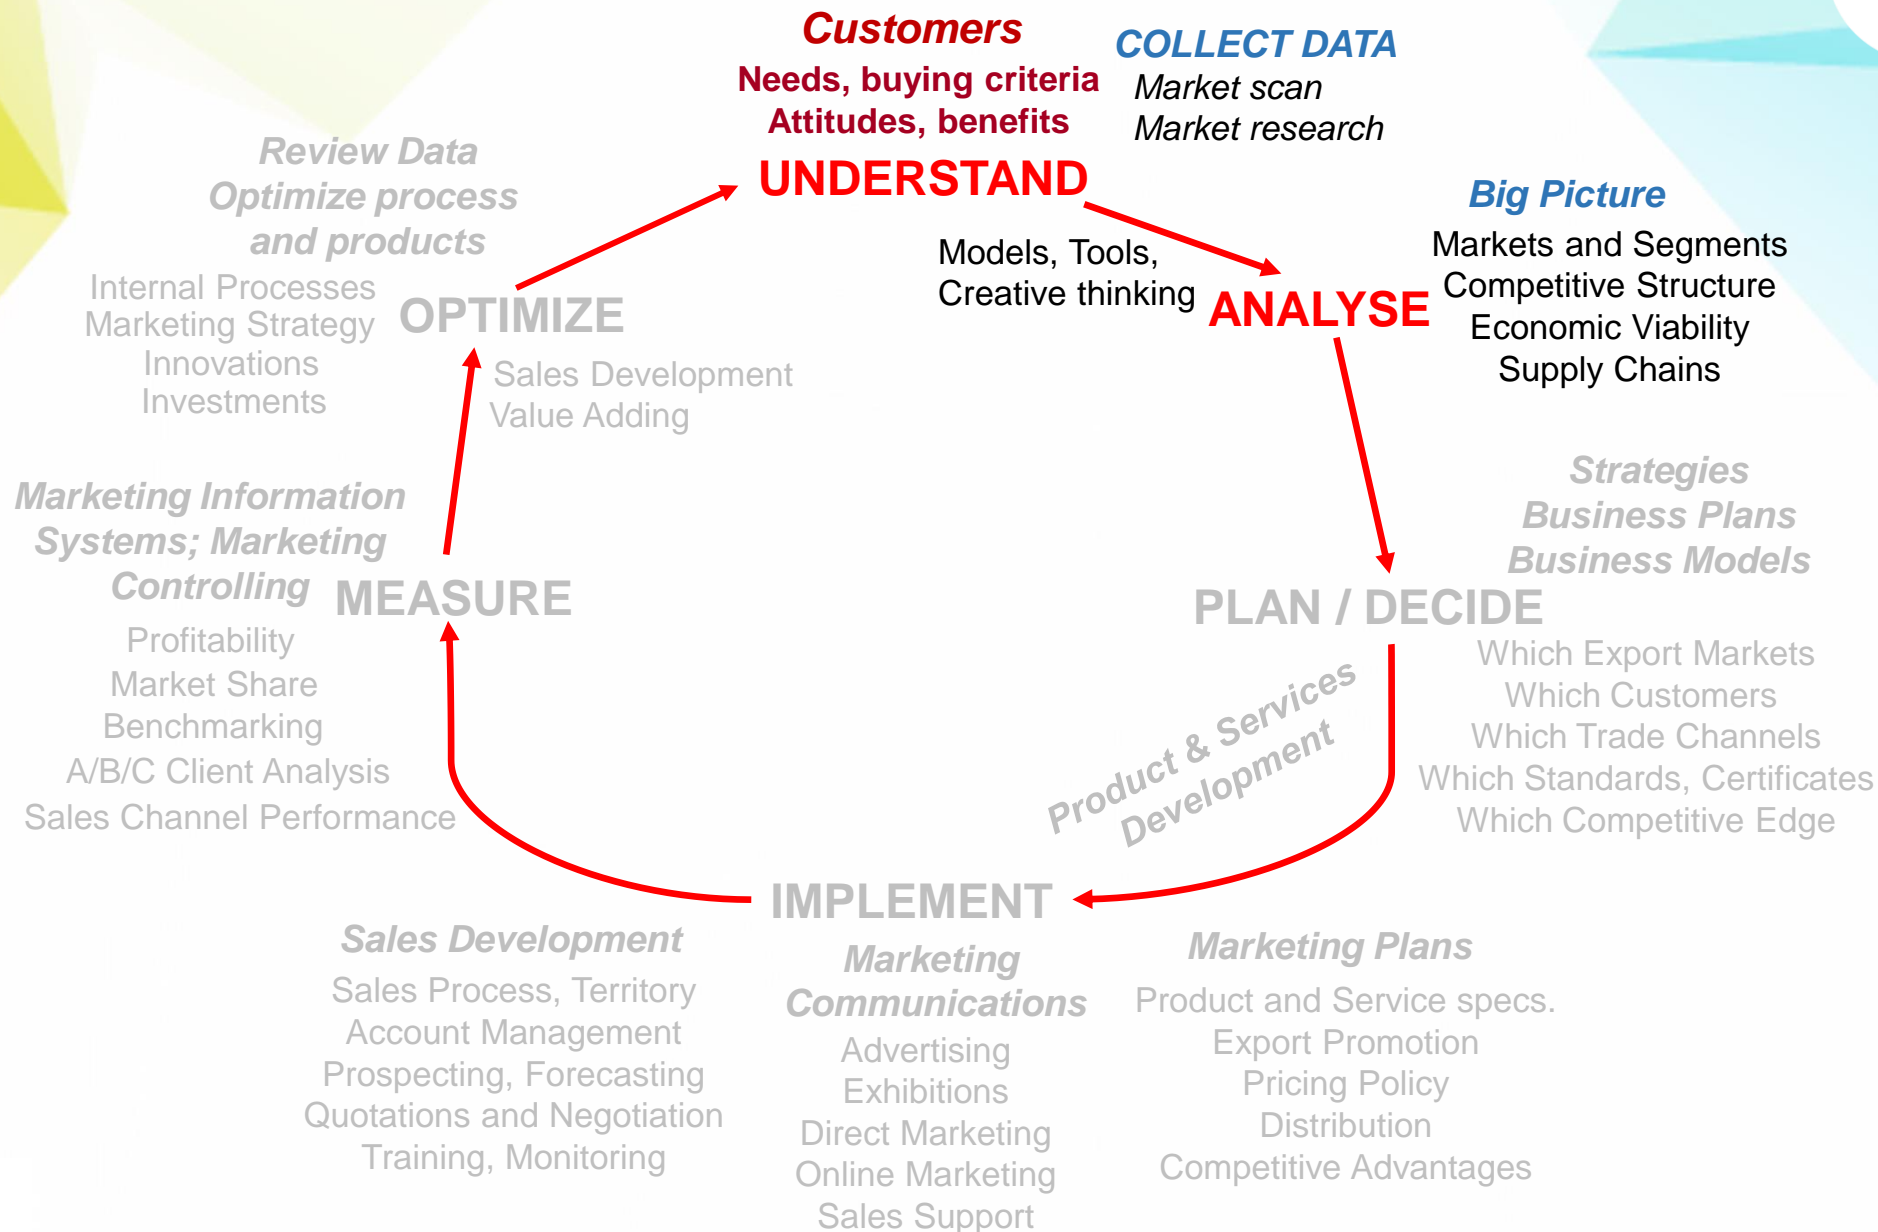 Customers
Needs, buying criteria
Attitudes, benefits
UNDERSTAND
COLLECT DATA
Market scan
Market research
Models, Tools,
Creative thinking
ANALYSE
Big Picture
Markets and Segments
Competitive Structure
Economic Viability
Supply Chains
PLAN / DECIDE
Strategies
Business Plans
Business Models
Which Export Markets
Which Customers
Which Trade Channels
Which Standards, Certificates
Which Competitive Edge
Product & Services
Development
IMPLEMENT
Marketing Plans
Product and Service specs.
Export Promotion
Pricing Policy
Distribution
Competitive Advantages
Marketing
Communications
Advertising
Exhibitions
Direct Marketing
Online Marketing
Sales Support
Sales Development
Sales Process, Territory
Account Management
Prospecting, Forecasting
Quotations and Negotiation
Training, Monitoring
Marketing Information
Systems; Marketing
Controlling
MEASURE
Profitability
Market Share
Benchmarking
A/B/C Client Analysis
Sales Channel Performance
Review Data
Optimize process
and products
OPTIMIZE
Internal Processes
Marketing Strategy
Innovations
Investments
Sales Development
Value Adding